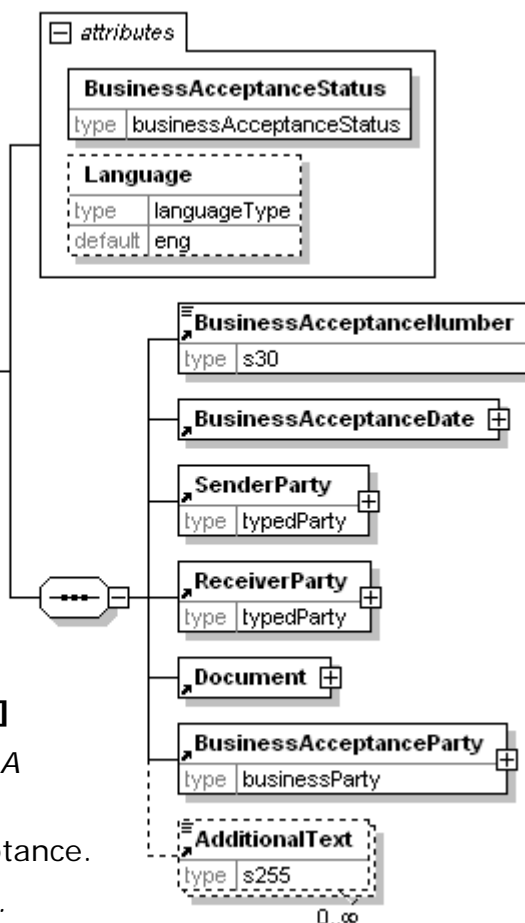 attributes
BusinessAcceptanceStatus
type businessAcceptanceStatus
Language
type languageType
default eng
BusinessAcceptanceNumber
type s30
BusinessAcceptanceDate
SenderParty
type typedParty
ReceiverParty
type typedParty
Document
]
A
BusinessAcceptanceParty
type businessParty
ptance.
AdditionalText
type s255
.
0..∞